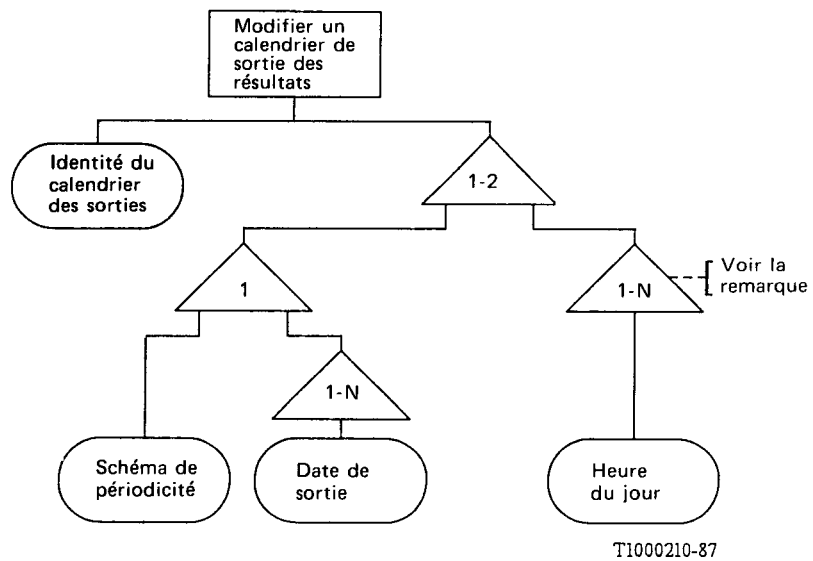 Modifier un
calendrier de
sortie des
résultats
Identité du
calendrier
des sorties
1-2
1
1-N
Voir la
remarque
1-N
Schéma de
périodicité
Date de
sortie
Heure
du jour
T1000210-87